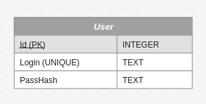 User
Id (PK) INTEGER
Login (UNIQUE) TEXT
PassHash TEXT